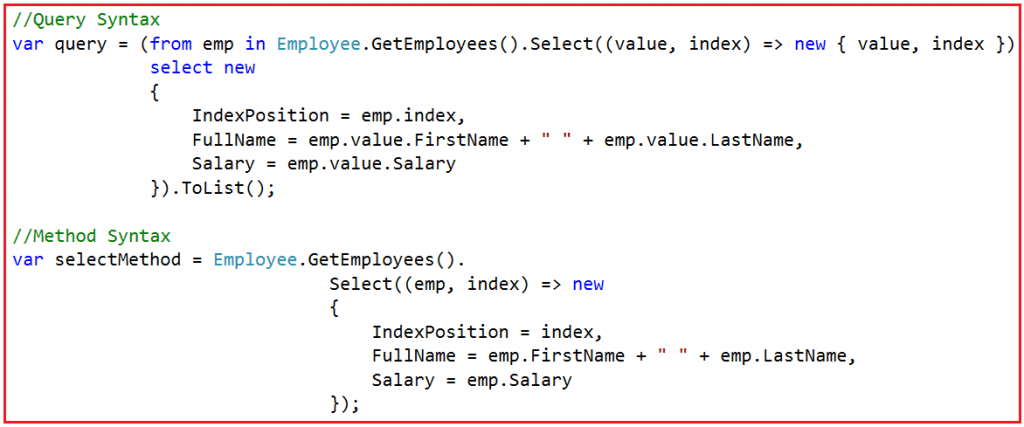 //Query Syntax
var query = (from emp in Employee.GetEmployees().Select((value, index) => new { value, index })
select new
{
IndexPosition = emp.index,
FullName = emp.value.FirstName + " " + emp.value.LastName,
Salary = emp.value.Salary
}).ToList();
//Method Syntax
var selectMethod = Employee.GetEmployees().
Select((emp, index) => new
{
IndexPosition = index,
FullName = emp.FirstName + " " + emp.LastName,
Salary = emp.Salary
});